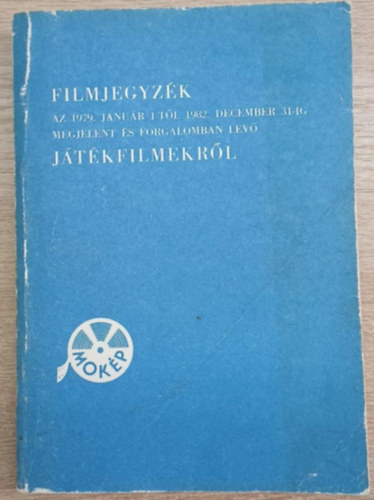 FILMJEGYZÉK
AZ 1979. JANUÁR 1-TŐL 1982. DECEMBER 31-IG
MEGJELENT ÉS FORGALOMBAN LEVŐ
JÁTÉKFILMEKRŐL
MOKÉP